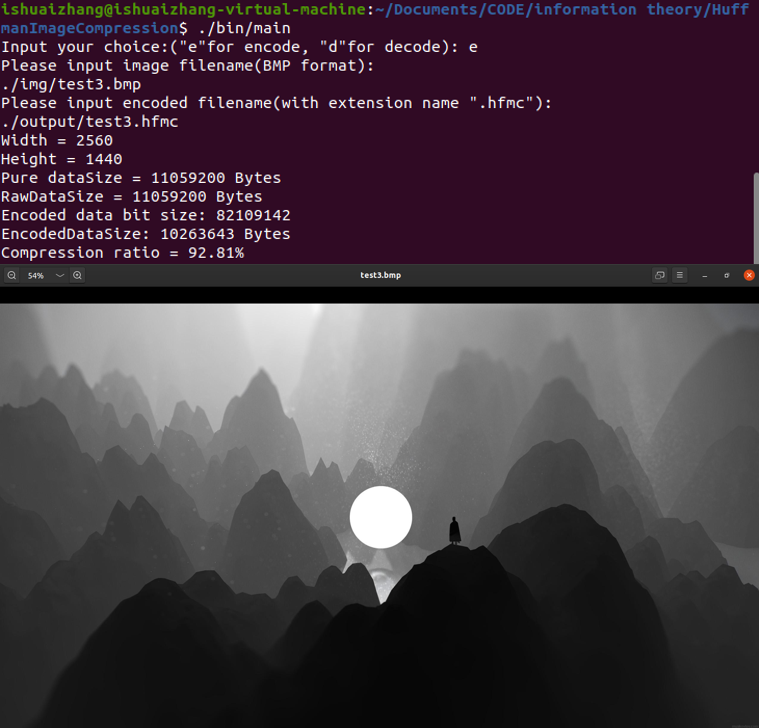 ishuaizhang@ishuaizhang-virtual-machine:~/Documents/CODE/information theory/Huff
manImageCompression$ ./bin/main
Input your choice:("e"for encode, "d"for decode): e
Please input image filename(BMP format):
./img/test3.bmp
Please input encoded filename(with extension name ".hfmc"):
./output/test3.hfmc
Width = 2560
Height = 1440
Pure dataSize = 11059200 Bytes
RawDataSize = 11059200 Bytes
Encoded data bit size: 82109142
EncodedDataSize: 10263643 Bytes
Compression ratio = 92.81%
54%
test3.bmp